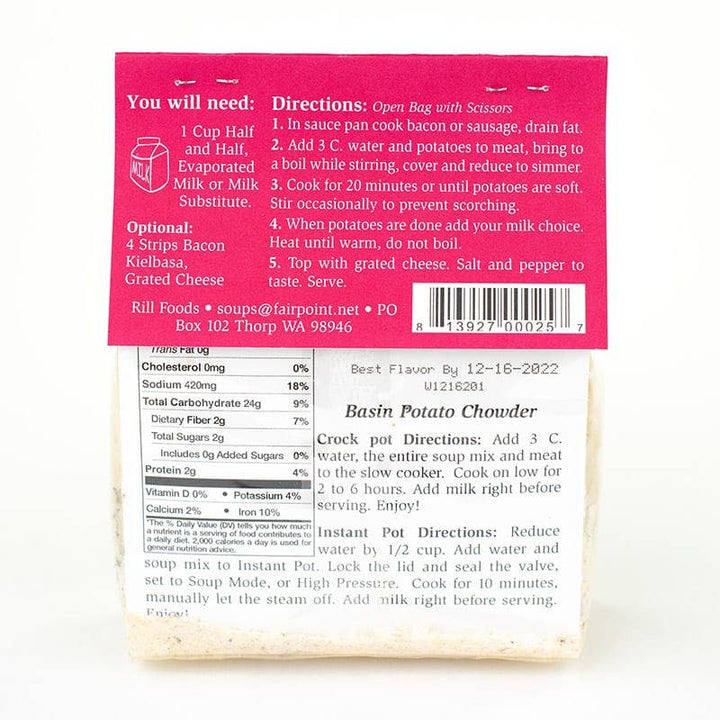 You will need:
1 Cup Half
and Half,
Evaporated
Milk or Milk
Substitute.
MILK
Optional:
4 Strips Bacon
Kielbasa,
Grated Cheese
Directions: Open Bag with Scissors
1. In sauce pan cook bacon or sausage, drain fat.
2. Add 3 C. water and potatoes to meat, bring to
a boil while stirring, cover and reduce to simmer.
3. Cook for 20 minutes or until potatoes are soft.
Stir occasionally to prevent scorching.
4. When potatoes are done add your milk choice.
Heat until warm, do not boil.
5. Top with grated cheese. Salt and pepper to
taste. Serve.
Rill Foods • soups@fairpoint.net • PO
Box 102 Thorp WA 98946
8 13927 00025 7
Trans Fat 0g
Cholesterol 0mg 0%
Sodium 420mg 18%
Total Carbohydrate 24g 9%
Dietary Fiber 2g 7%
Total Sugars 2g
Includes 0g Added Sugars 0%
Protein 2g 4%
Vitamin D 0% • Potassium 4%
Calcium 2% • Iron 10%
*The % Daily Value (DV) tells you how much
a nutrient is a serving of food contributes to
a daily diet. 2,000 calories a day is used for
general nutrition advice.
Best Flavor By 12-16-2022
W1216201
Basin Potato Chowder
Crock pot Directions: Add 3 C.
water, the entire soup mix and meat
to the slow cooker. Cook on low for
2 to 6 hours. Add milk right before
serving. Enjoy!
Instant Pot Directions: Reduce
water by 1/2 cup. Add water and
soup mix to Instant Pot. Lock the lid and seal the valve,
set to Soup Mode, or High Pressure. Cook for 10 minutes,
manually let the steam off. Add milk right before serving.
Enjoy!